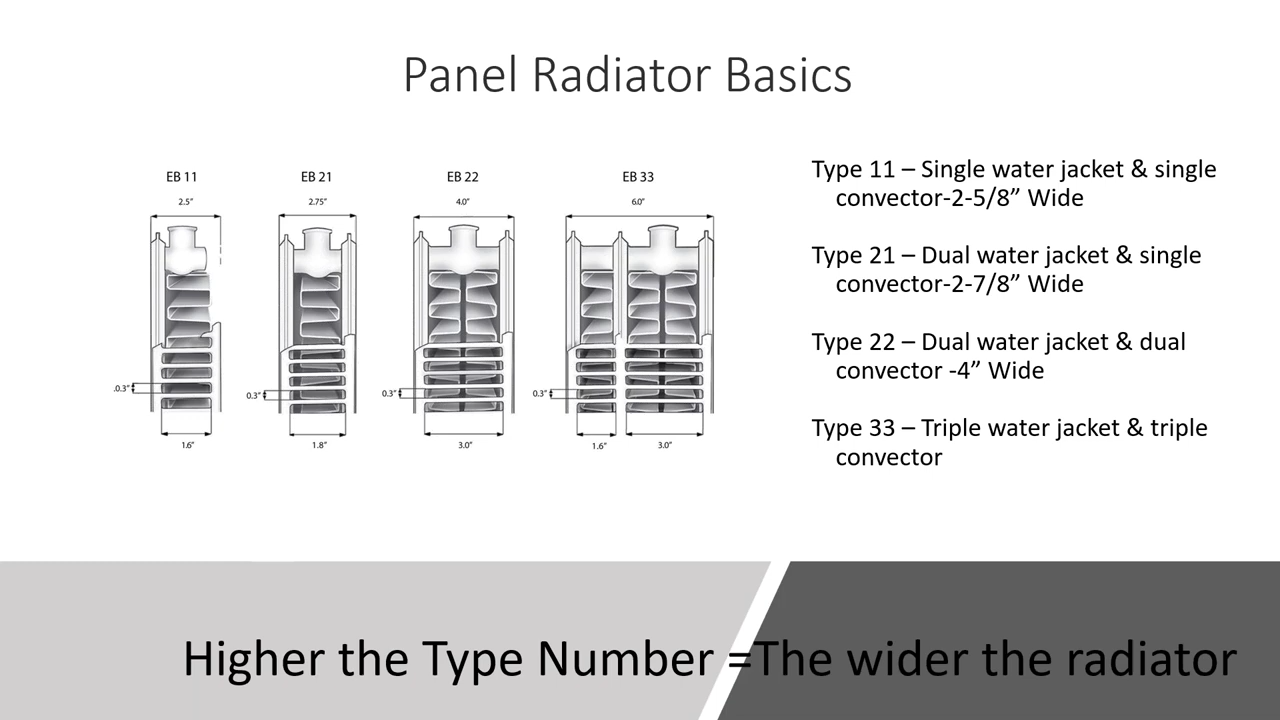 Panel Radiator Basics
EB 11
EB 21
EB 22
EB 33
2.5”
2.75”
4.0”
6.0”
.0.3”
0.3”
0.3”
0.3”
1.6”
1.8”
3.0”
1.6”
3.0”
Type 11 – Single water jacket & single
convector-2-5/8” Wide
Type 21 – Dual water jacket & single
convector-2-7/8” Wide
Type 22 – Dual water jacket & dual
convector -4” Wide
Type 33 – Triple water jacket & triple
convector
Higher the Type Number =The wider the radiator